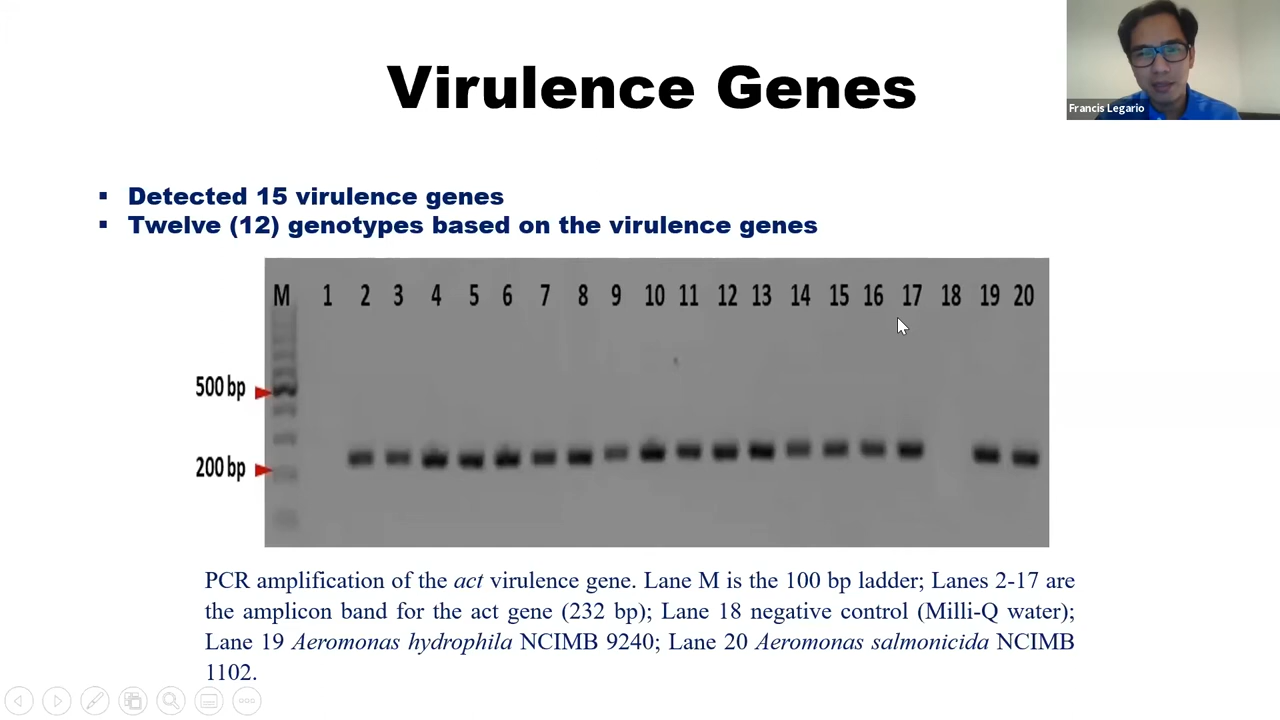 Virulence Genes
Francis Legario
▪ Detected 15 virulence genes
▪ Twelve (12) genotypes based on the virulence genes
M 1 2 3 4 5 6 7 8 9 10 11 12 13 14 15 16 17 18 19 20
500 bp
200 bp
PCR amplification of the act virulence gene. Lane M is the 100 bp ladder; Lanes 2-17 are
the amplicon band for the act gene (232 bp); Lane 18 negative control (Milli-Q water);
Lane 19 Aeromonas hydrophila NCIMB 9240; Lane 20 Aeromonas salmonicida NCIMB
1102.